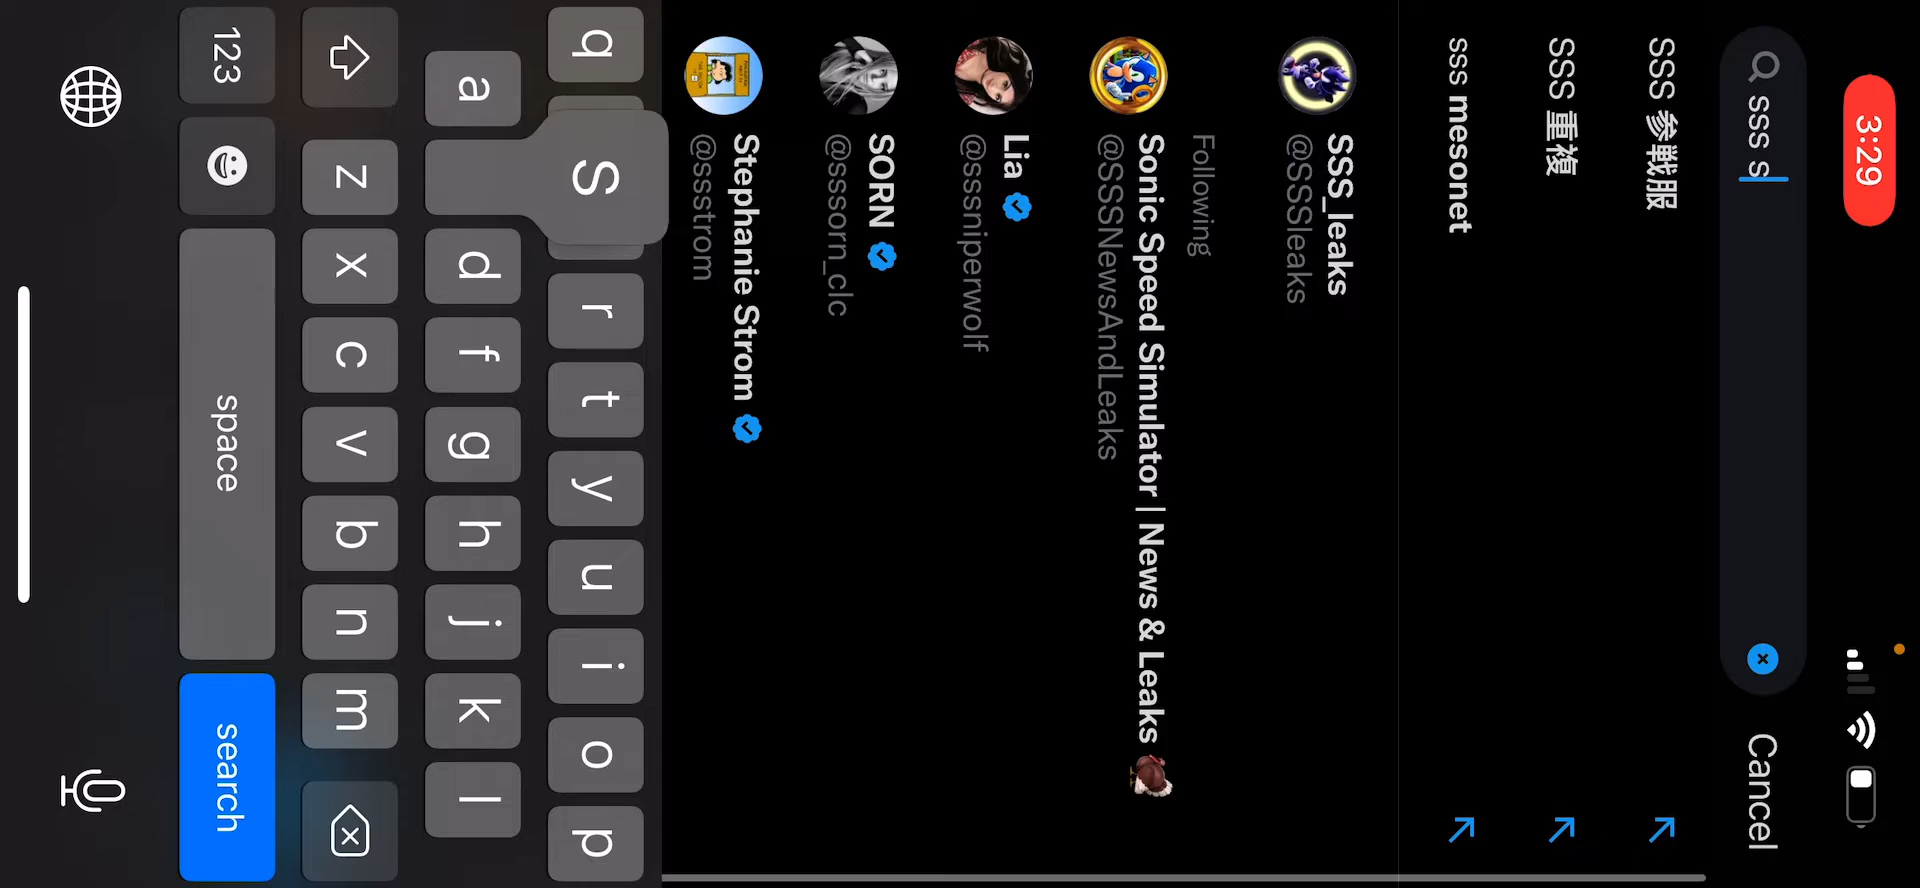 3:29
sss s
Cancel
SSS 参戦服
SSS 重複
sss mesonet
SSS_leaks
@SSSleaks
Following
Sonic Speed Simulator | News & Leaks 🦃
@SSSNewsAndLeaks
Lia
@sssniperwolf
SORN
@sssorn_clc
Stephanie Strom
@ssstrom
q r t y u i o p
a S d f g h j k l
z x c v b n m
123 space search